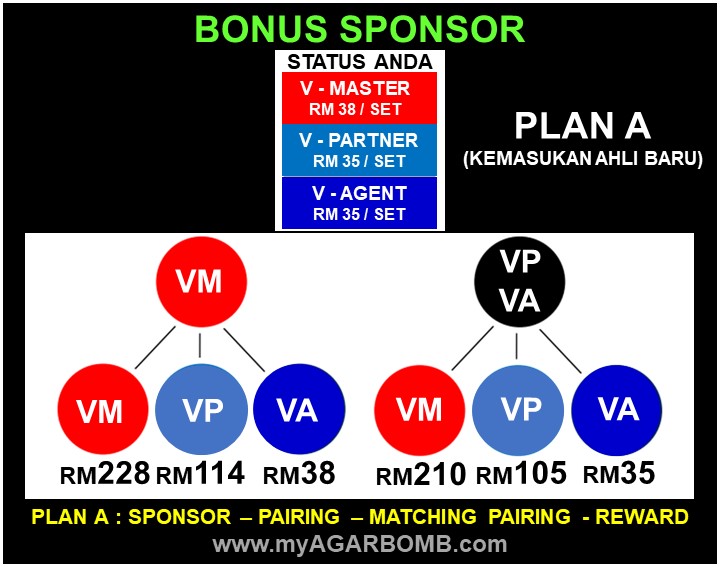 BONUS SPONSOR
STATUS ANDA
V - MASTER
RM 38 / SET
V - PARTNER
RM 35 / SET
V - AGENT
RM 35 / SET
PLAN A
(KEMASUKAN AHLI BARU)
VM
VM VP VA
RM228 RM114 RM38
VP
VA
VM VP VA
RM210 RM105 RM35
PLAN A : SPONSOR – PAIRING – MATCHING PAIRING - REWARD
www.myAGARBOMB.com